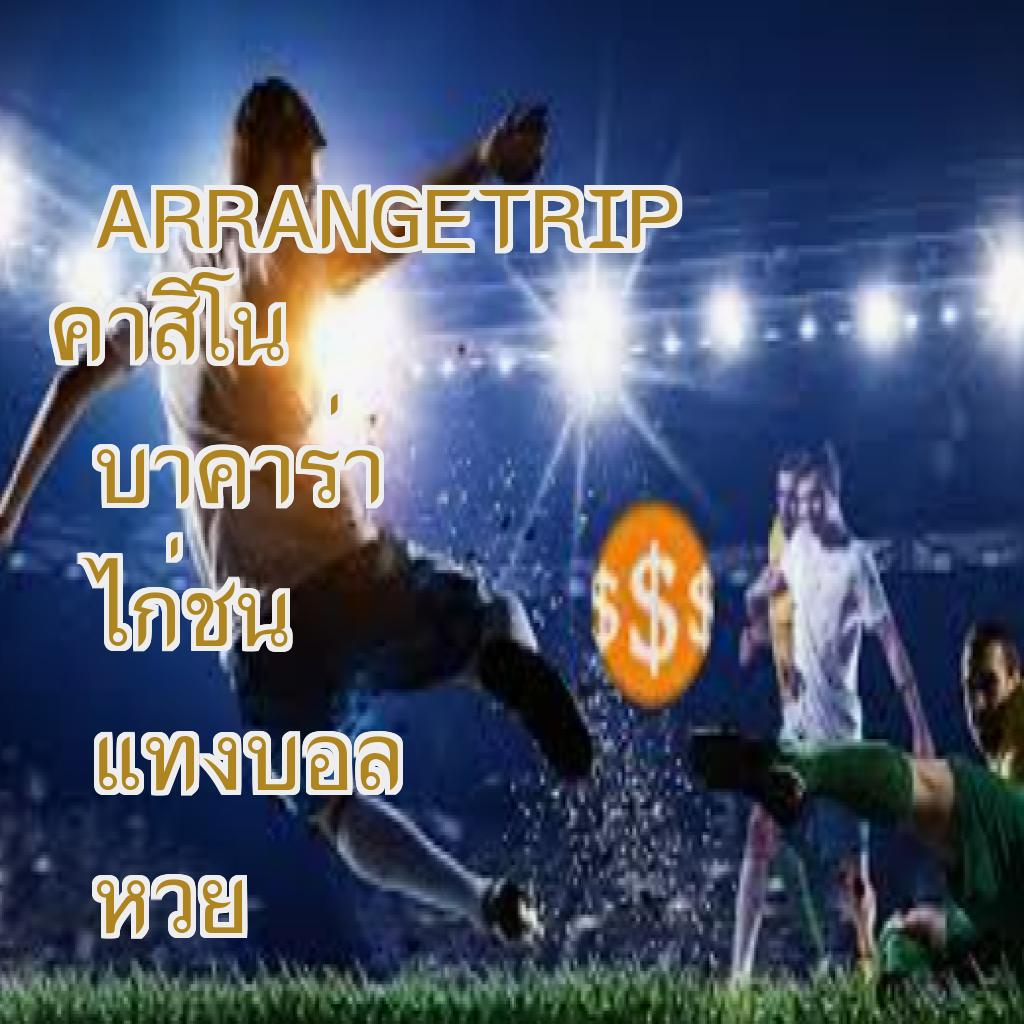 ARRANGETRIP
คาสิโน
บาคาร่า
ไก่ชน
แทงบอล
หวย
$$$